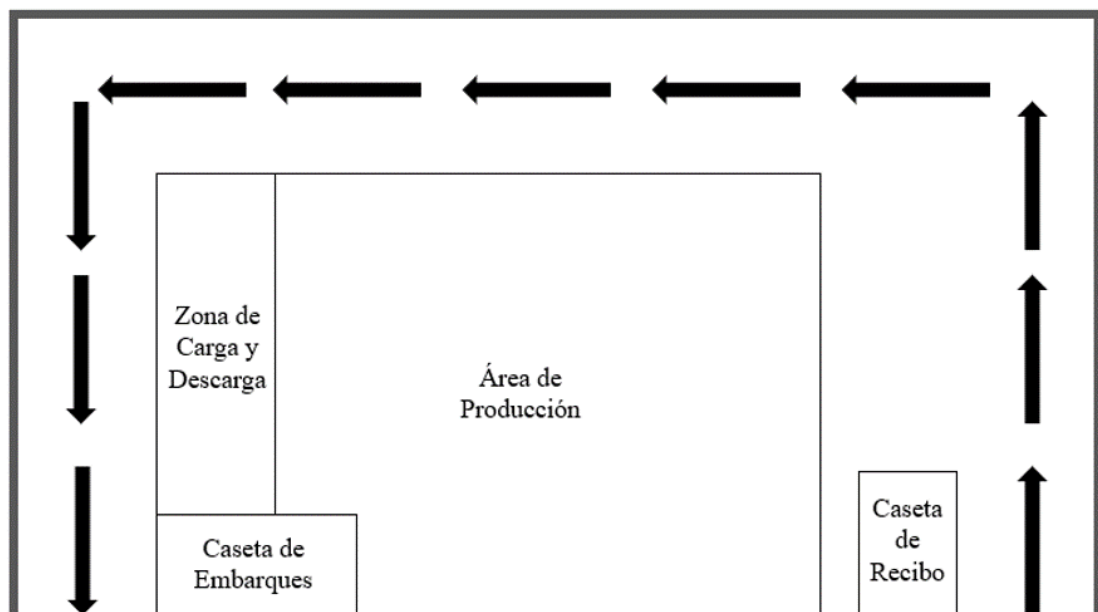 Zona de
Carga y
Descarga
Área de
Producción
Caseta de
Embarques
Caseta
de
Recibo